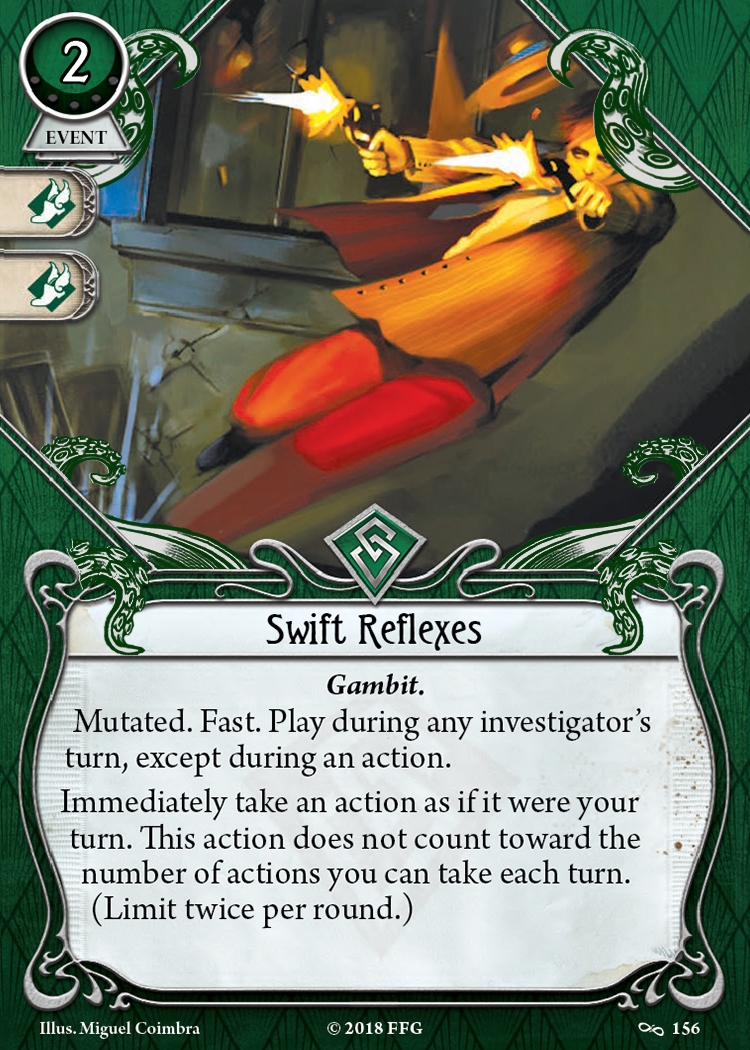 2
EVENT
Swift Reflexes
Gambit.
Mutated. Fast. Play during any investigator's
turn, except during an action.
Immediately take an action as if it were your
turn. This action does not count toward the
number of actions you can take each turn.
(Limit twice per round.)
Illus. Miguel Coimbra © 2018 FFG 156